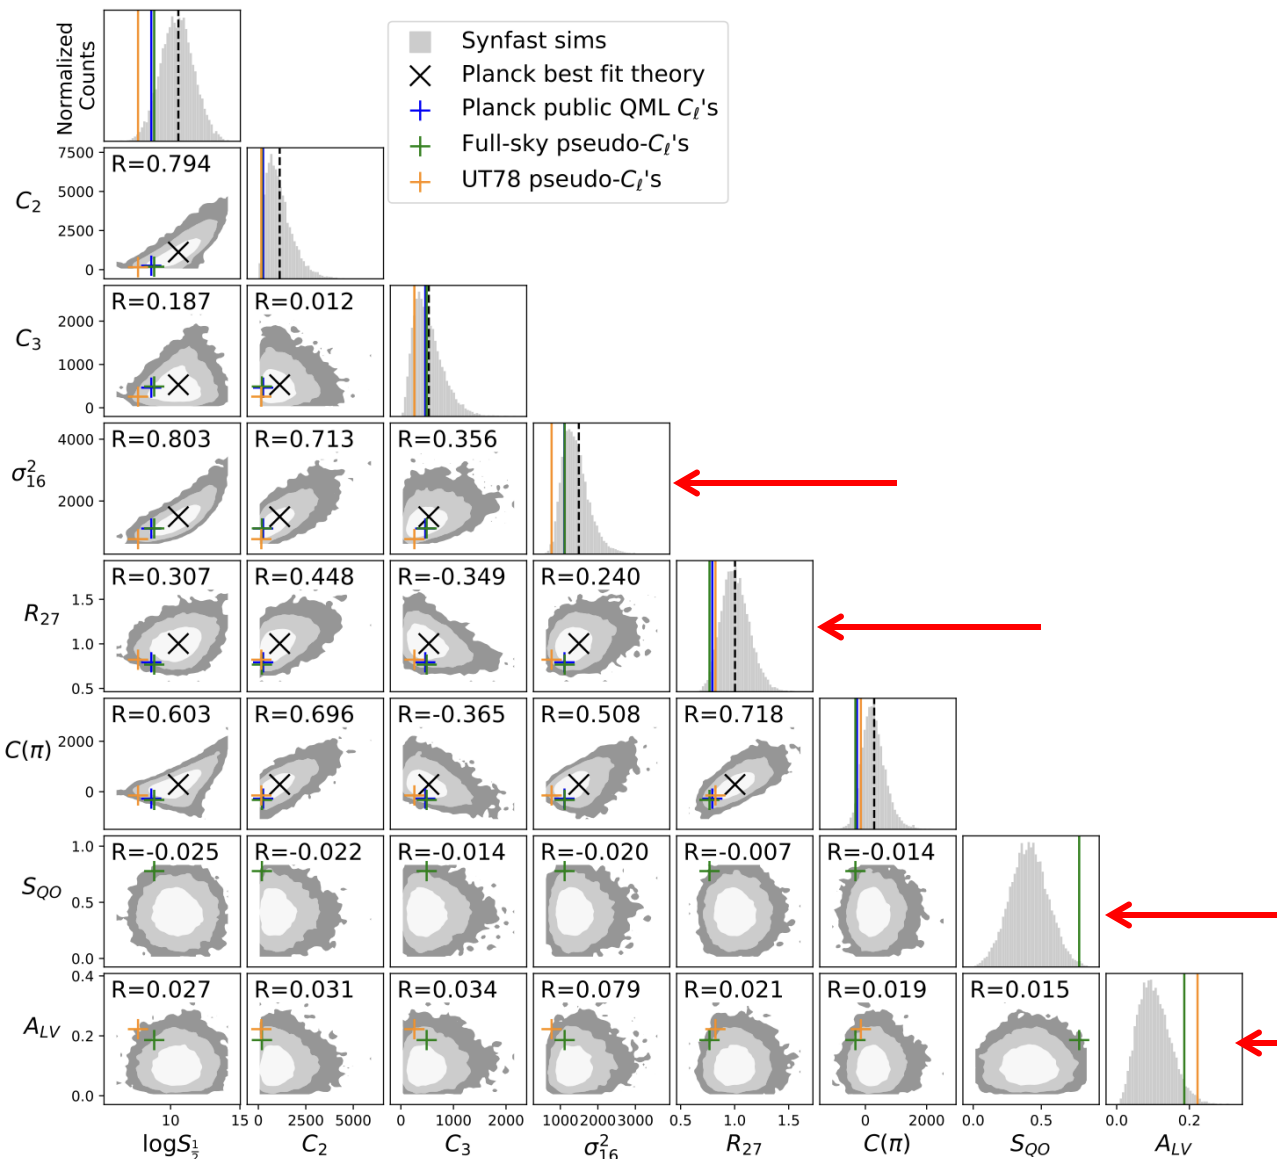 Normalized
Counts
Synfast sims
Planck best fit theory
Planck public QML Cℓ's
Full-sky pseudo-Cℓ's
UT78 pseudo-Cℓ's
C2
7500
5000
2500
0
R=0.794
C3
2000
1000
0
R=0.187
R=0.012
σ²16
4000
2000
R=0.803
R=0.713
R=0.356
R27
1.5
1.0
0.5
R=0.307
R=0.448
R=-0.349
R=0.240
C(π)
2000
0
R=0.603
R=0.696
R=-0.365
R=0.508
R=0.718
SQO
1.0
0.5
0.0
R=-0.025
R=-0.022
R=-0.014
R=-0.020
R=-0.007
R=-0.014
ALV
0.4
0.2
0.0
R=0.027
R=0.031
R=0.034
R=0.079
R=0.021
R=0.019
R=0.015
10 15 0 2500 5000 0 1000 2000 1000 2000 3000 0.5 1.0 1.5 0 2000 0.0 0.5 0.0 0.2
logS1/2 C2 C3 σ²16 R27 C(π) SQO ALV